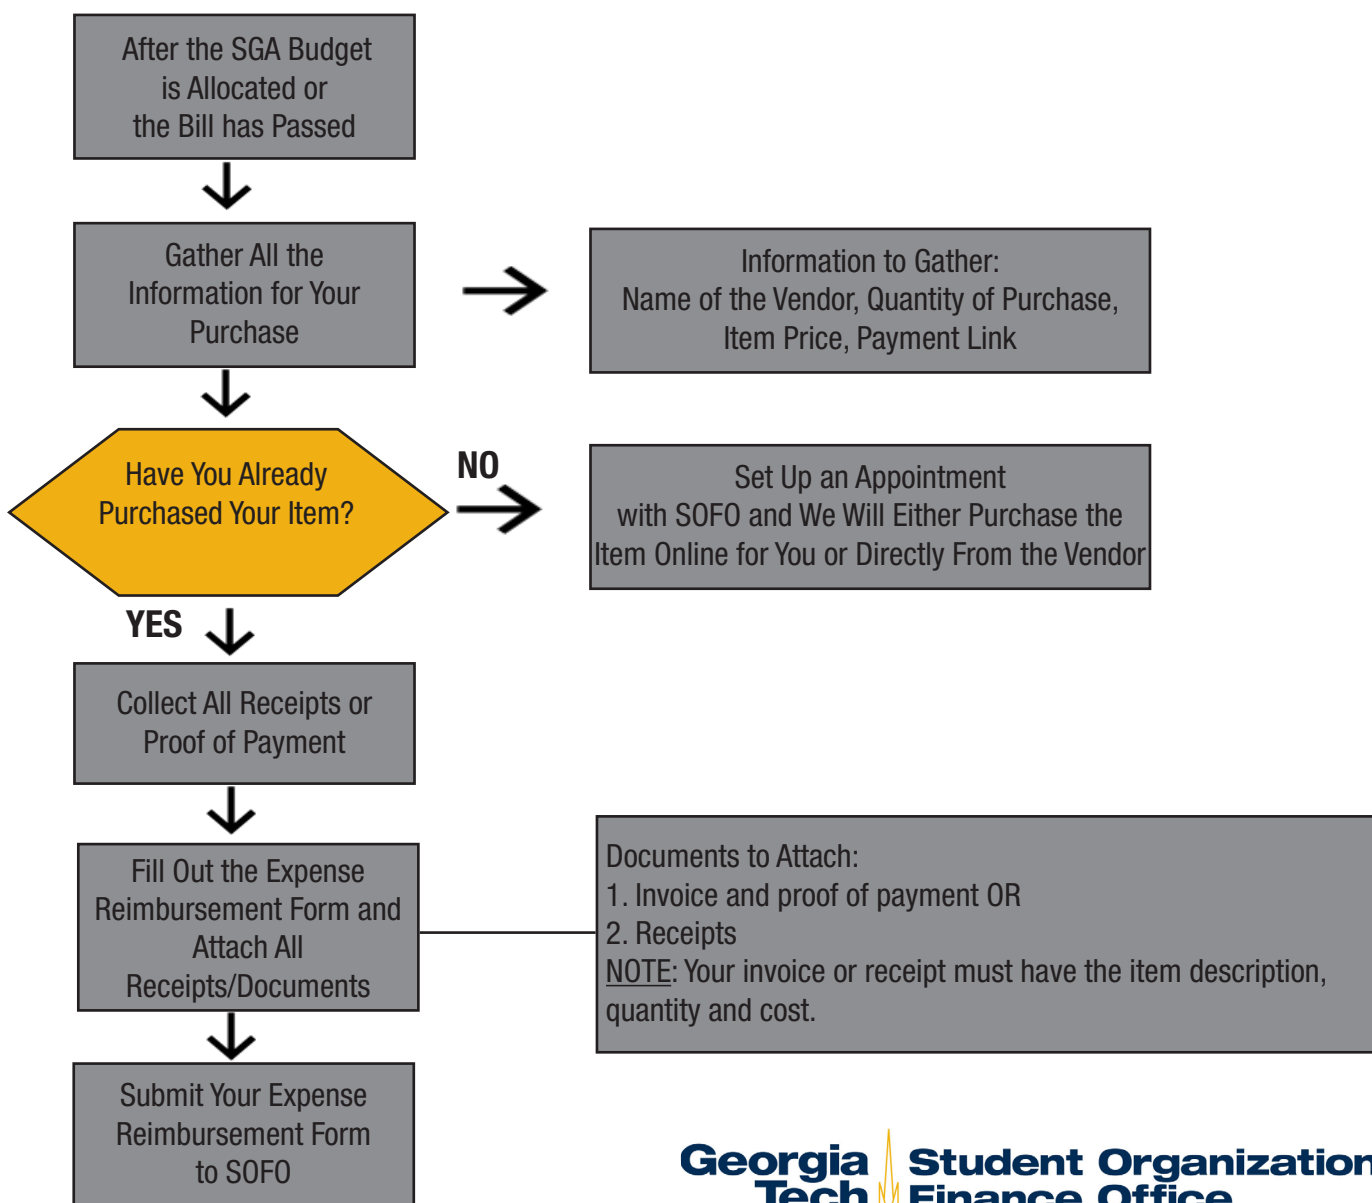 After the SGA Budget
is Allocated or
the Bill has Passed
Gather All the
Information for Your
Purchase
Information to Gather:
Name of the Vendor, Quantity of Purchase,
Item Price, Payment Link
Have You Already
Purchased Your Item?
NO
Set Up an Appointment
with SOFO and We Will Either Purchase the
Item Online for You or Directly From the Vendor
YES
Collect All Receipts or
Proof of Payment
Fill Out the Expense
Reimbursement Form and
Attach All
Receipts/Documents
Documents to Attach:
1. Invoice and proof of payment OR
2. Receipts
NOTE: Your invoice or receipt must have the item description,
quantity and cost.
Submit Your Expense
Reimbursement Form
to SOFO
Georgia
Tech
Student Organization
Finance Office